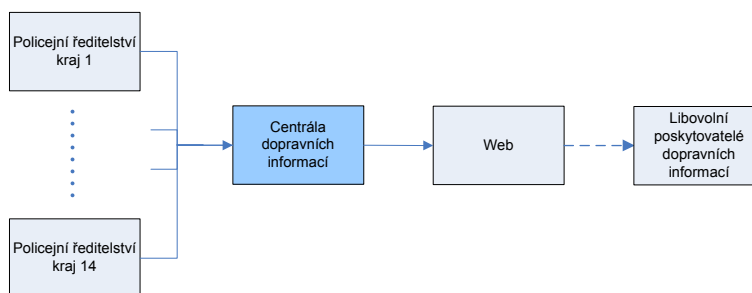 Policejní ředitelství
kraj 1
Centrála
dopravních
informací
Web
Libovolní
poskytovatelé
dopravních
informací
Policejní ředitelství
kraj 14